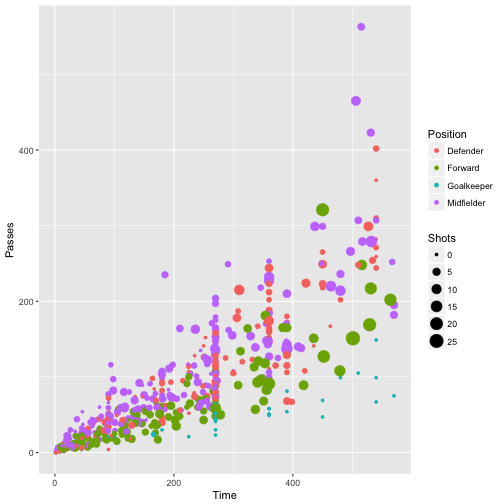 Passes
400
200
0
0
200
400
Time
Position
Defender
Forward
Goalkeeper
Midfielder
Shots
0
5
10
15
20
25